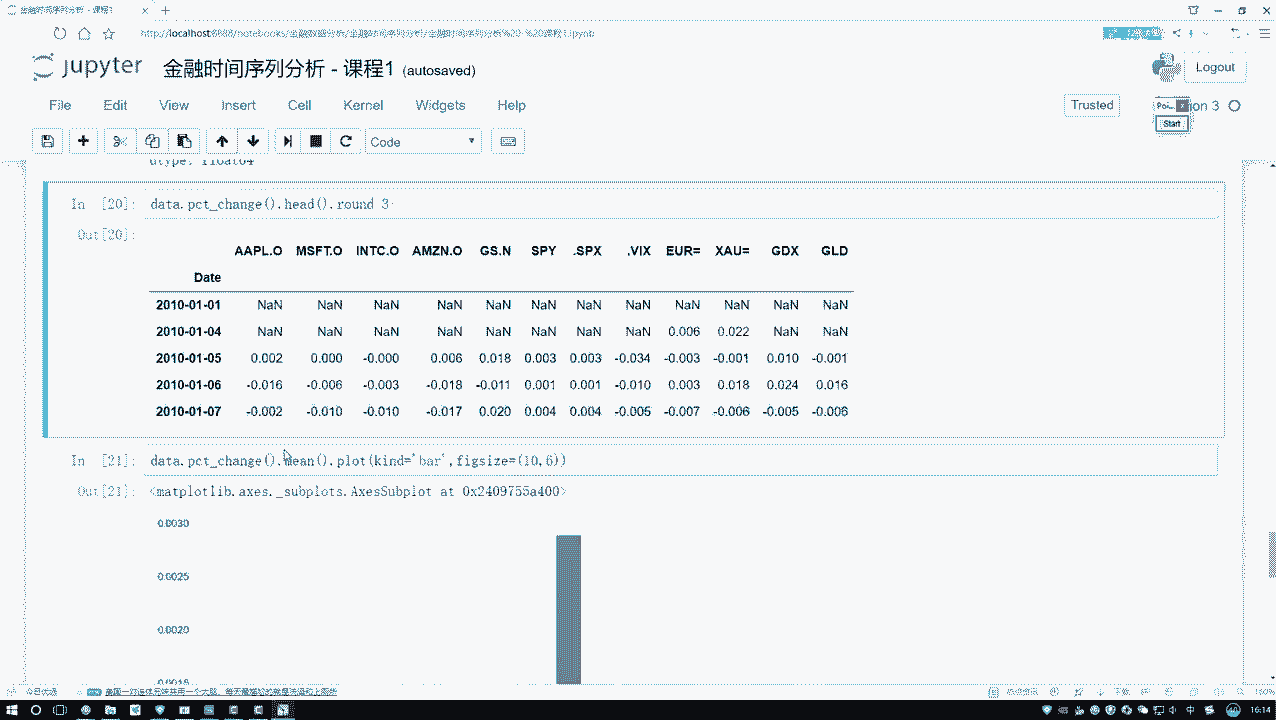 金融时间序列分析 - 课程1
jupyter 金融时间序列分析 - 课程1 (autosaved)
Logout
File Edit View Insert Cell Kernel Widgets Help
Trusted
Start
Code
dtype: float64
In [20]: data.pct_change().head().round 3
Out[20]:
AAPL.O MSFT.O INTC.O AMZN.O GS.N SPY .SPX .VIX EUR= XAU= GDX GLD
Date
2010-01-01 NaN NaN NaN NaN NaN NaN NaN NaN NaN NaN NaN NaN
2010-01-04 NaN NaN NaN NaN NaN NaN NaN NaN 0.006 0.022 NaN NaN
2010-01-05 0.002 0.000 -0.000 0.006 0.018 0.003 0.003 -0.034 -0.003 -0.001 0.010 -0.001
2010-01-06 -0.016 -0.006 -0.003 -0.018 -0.011 0.001 0.001 -0.010 0.003 0.018 0.024 0.016
2010-01-07 -0.002 -0.010 -0.010 -0.017 0.020 0.004 0.004 -0.005 -0.007 -0.006 -0.005 -0.006
In [21]: data.pct_change().mean().plot(kind='bar',figsize=(10,6))
Out[21]: <matplotlib.axes._subplots.AxesSubplot at 0x2409755a400>
0.0030
0.0025
0.0020
16:14